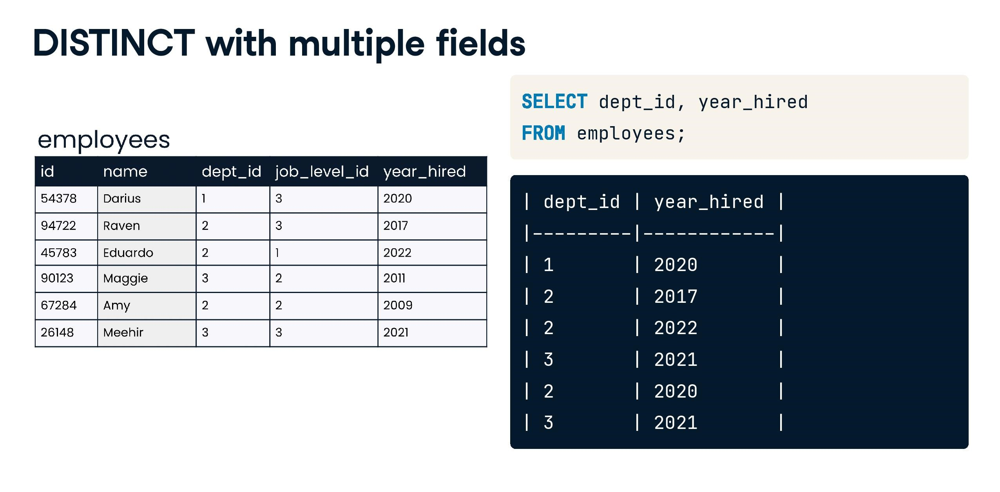 DISTINCT with multiple fields
employees
id name dept_id job_level_id year_hired
54378 Darius 1 3 2020
94722 Raven 2 3 2017
45783 Eduardo 2 1 2022
90123 Maggie 3 2 2011
67284 Amy 2 2 2009
26148 Meehir 3 3 2021
SELECT dept_id, year_hired
FROM employees;
| dept_id | year_hired |
|---------|------------|
| 1 | 2020 |
| 2 | 2017 |
| 2 | 2022 |
| 3 | 2021 |
| 2 | 2020 |
| 3 | 2021 |